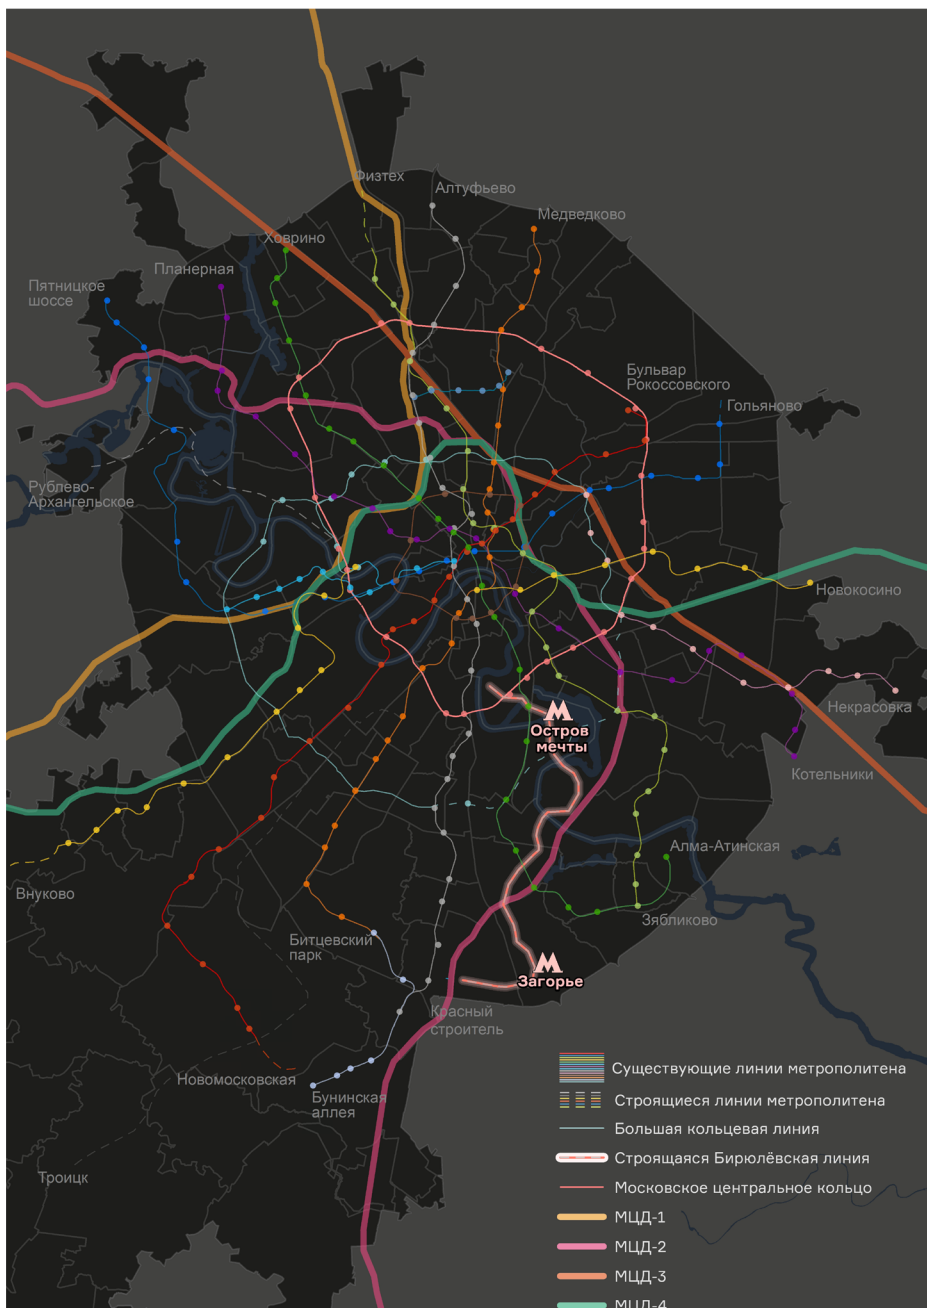 Физтех
Алтуфьево
Медведково
Ховрино
Планерная
Пятницкое
шоссе
Бульвар
Рокоссовского
Гольяново
Рублево-
Архангельское
Новокосино
Некрасовка
Остров
мечты
Котельники
Алма-Атинская
Внуково
Зябликово
Битцевский
парк
Загорье
Красный
строитель
Новомосковская
Бунинская
аллея
Троицк
Существующие линии метрополитена
Строящиеся линии метрополитена
Большая кольцевая линия
Строящаяся Бирюлёвская линия
Московское центральное кольцо
МЦД-1
МЦД-2
МЦД-3
МЦД-4